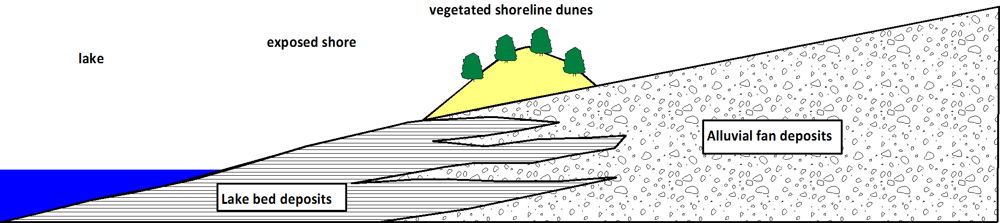 vegetated shoreline dunes
exposed shore
lake
Alluvial fan deposits
Lake bed deposits